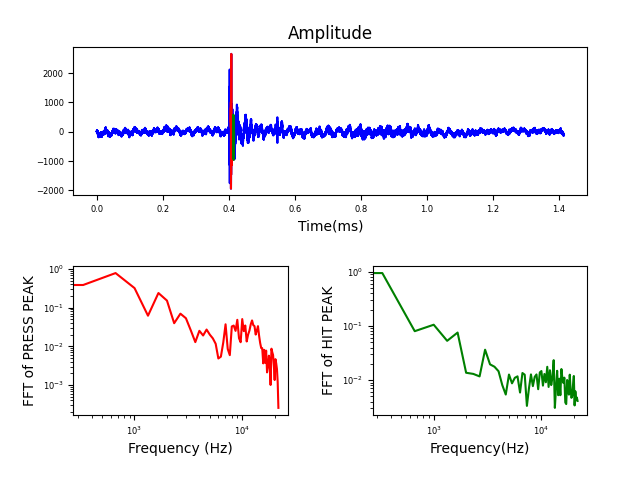 Amplitude
2000
1000
0
−1000
−2000
0.0 0.2 0.4 0.6 0.8 1.0 1.2 1.4
Time(ms)
FFT of PRESS PEAK
10⁰
10⁻¹
10⁻²
10⁻³
10³ 10⁴
Frequency (Hz)
FFT of HIT PEAK
10⁰
10⁻¹
10⁻²
10³ 10⁴
Frequency(Hz)